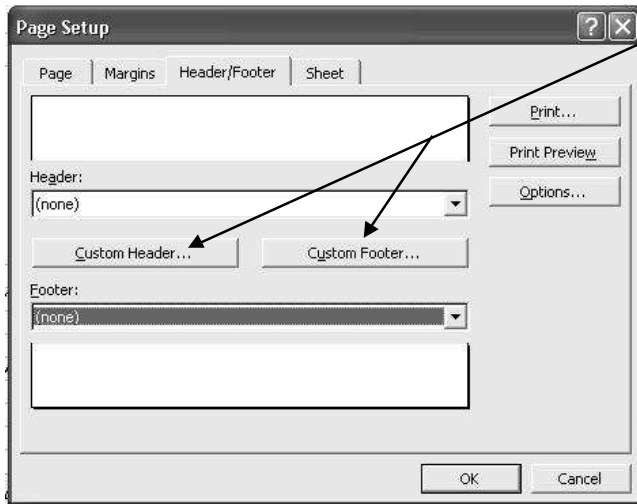 Page Setup
Page Margins Header/Footer Sheet
Print...
Print Preview
Options...
Header:
(none)
Custom Header... Custom Footer...
Footer:
(none)
OK Cancel